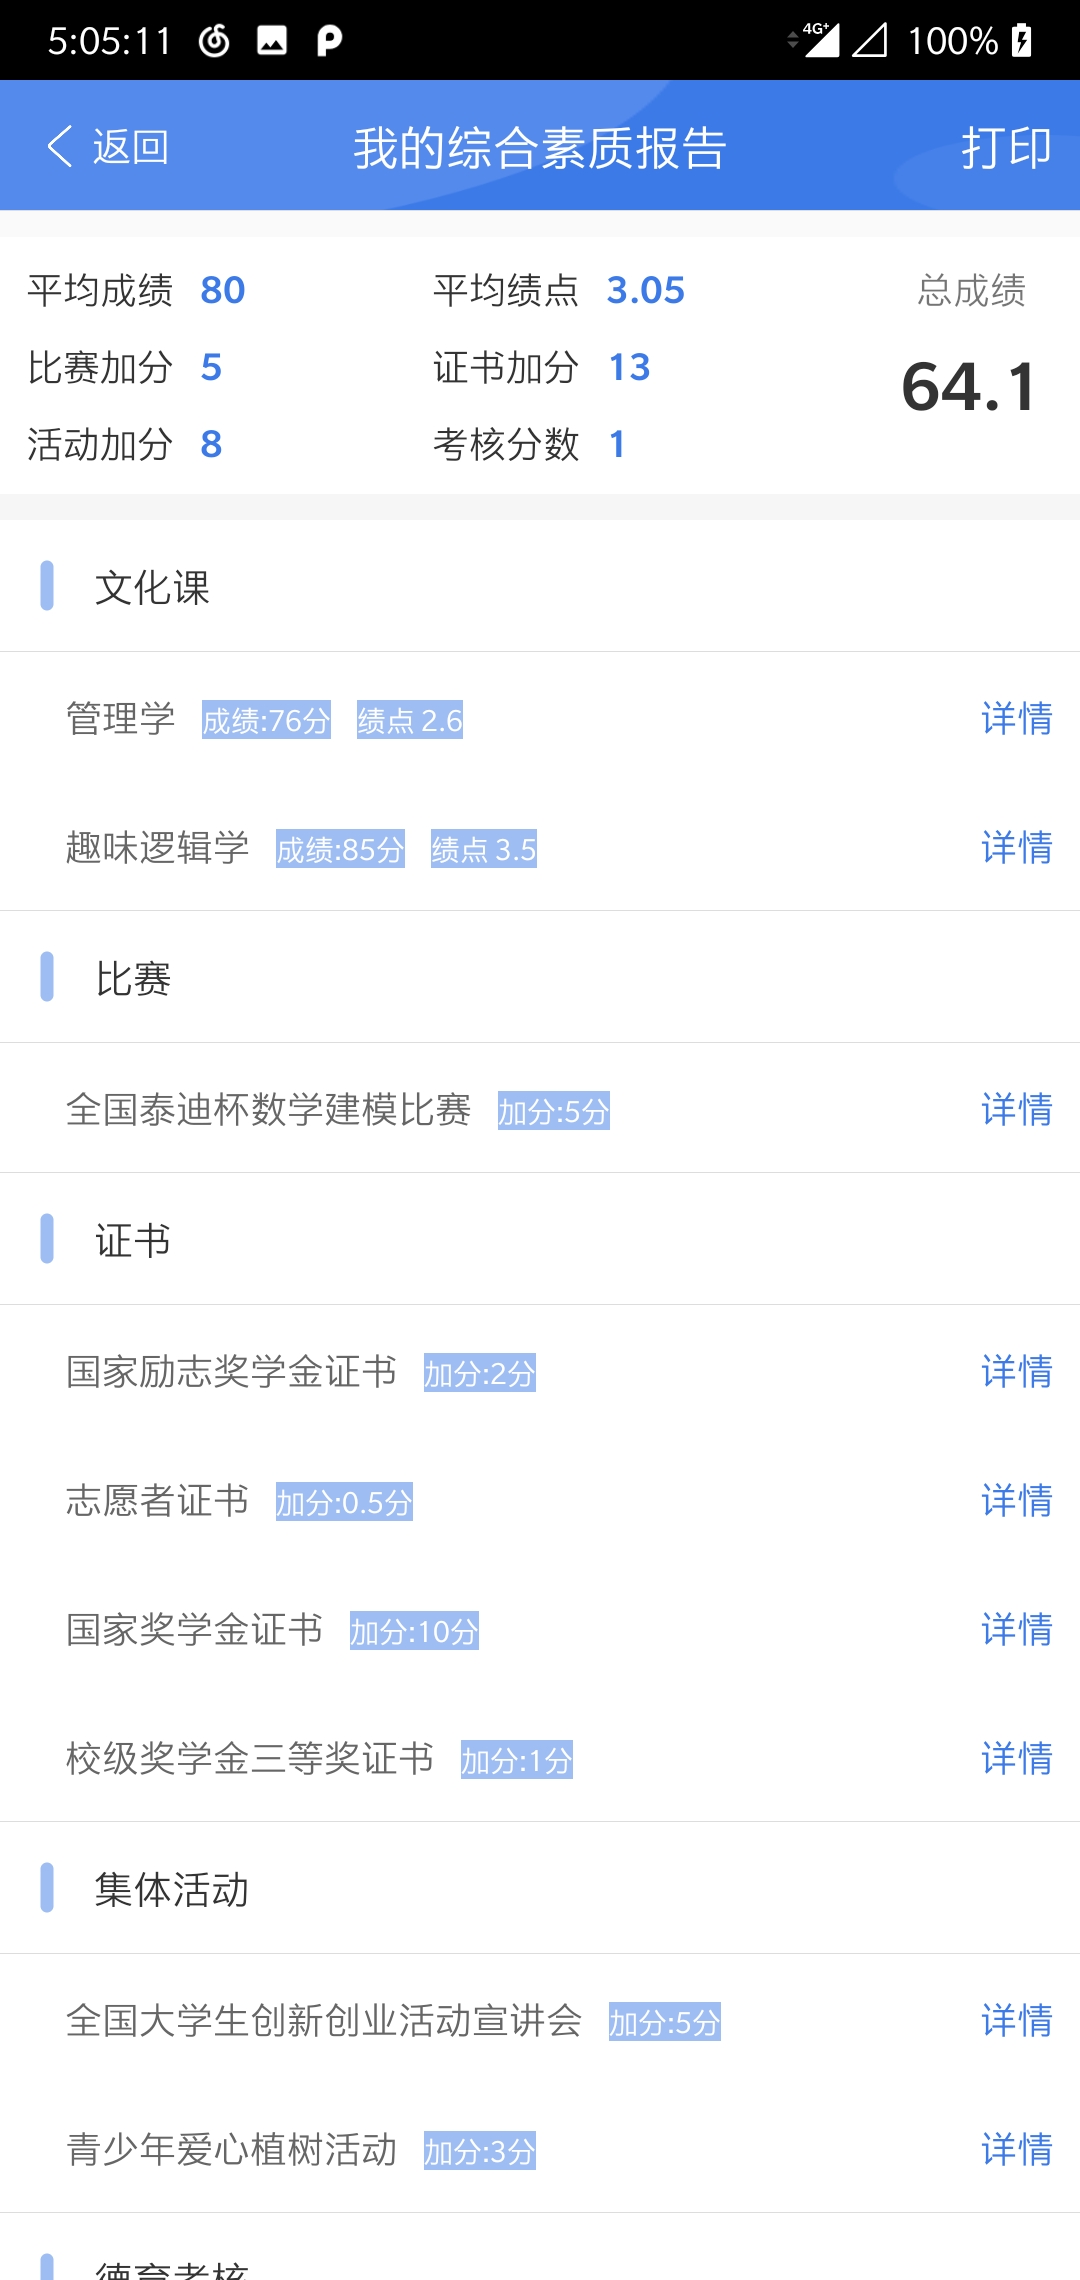 5:05:11 4G+ 100%
返回 我的综合素质报告 打印
平均成绩 80 平均绩点 3.05 总成绩
比赛加分 5 证书加分 13 64.1
活动加分 8 考核分数 1
文化课
管理学 成绩:76分 绩点 2.6 详情
趣味逻辑学 成绩:85分 绩点 3.5 详情
比赛
全国泰迪杯数学建模比赛 加分:5分 详情
证书
国家励志奖学金证书 加分:2分 详情
志愿者证书 加分:0.5分 详情
国家奖学金证书 加分:10分 详情
校级奖学金三等奖证书 加分:1分 详情
集体活动
全国大学生创新创业活动宣讲会 加分:5分 详情
青少年爱心植树活动 加分:3分 详情
德育考核